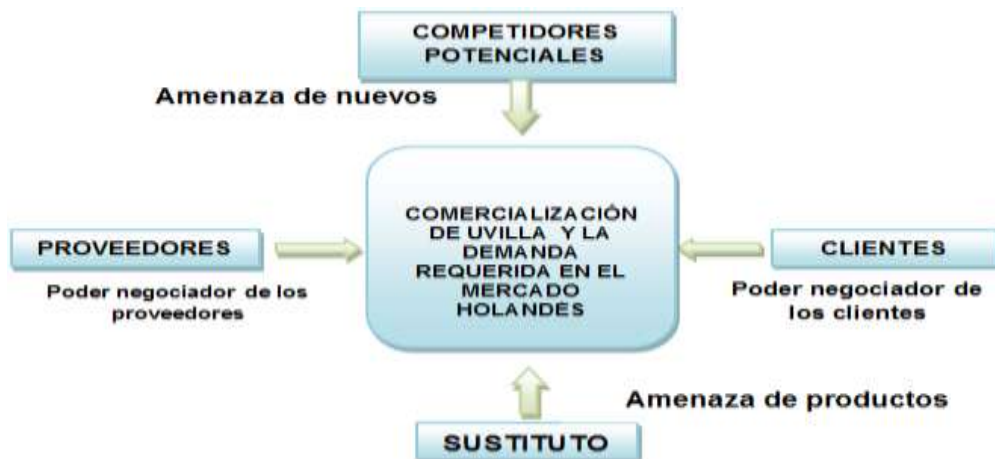 COMPETIDORES
POTENCIALES
Amenaza de nuevos
COMERCIALIZACIÓN
DE UVILLA Y LA
DEMANDA
REQUERIDA EN EL
MERCADO
HOLANDÉS
PROVEEDORES
Poder negociador de los
proveedores
CLIENTES
Poder negociador de
los clientes
Amenaza de productos
SUSTITUTO